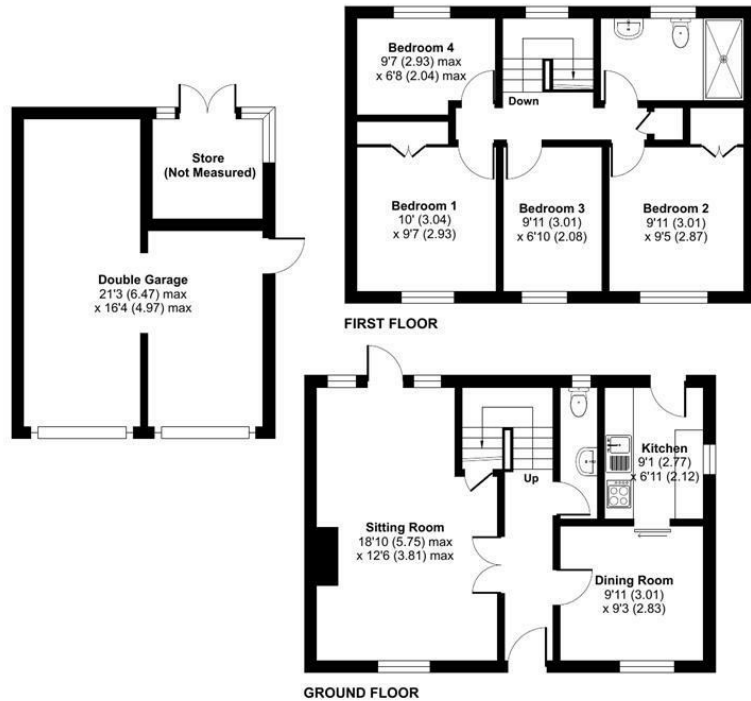 Bedroom 4
9'7 (2.93) max
x 6'8 (2.04) max
Down
Store
(Not Measured)
Bedroom 1
10' (3.04)
x 9'7 (2.93)
Bedroom 3
9'11 (3.01)
x 6'10 (2.08)
Bedroom 2
9'11 (3.01)
x 9'5 (2.87)
Double Garage
21'3 (6.47) max
x 16'4 (4.97) max
FIRST FLOOR
Kitchen
9'1 (2.77)
x 6'11 (2.12)
Up
Sitting Room
18'10 (5.75) max
x 12'6 (3.81) max
Dining Room
9'11 (3.01)
x 9'3 (2.83)
GROUND FLOOR